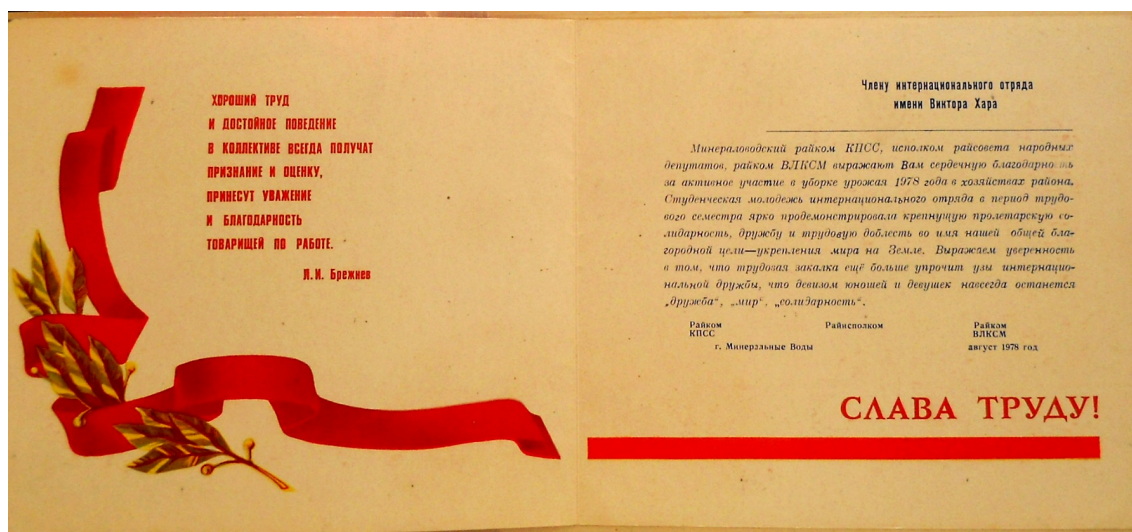 ХОРОШИЙ ТРУД
И ДОСТОЙНОЕ ПОВЕДЕНИЕ
В КОЛЛЕКТИВЕ ВСЕГДА ПОЛУЧАТ
ПРИЗНАНИЕ И ОЦЕНКУ,
ПРИНЕСУТ УВАЖЕНИЕ
И БЛАГОДАРНОСТЬ
ТОВАРИЩЕЙ ПО РАБОТЕ.
Л.И. Брежнев
Члену интернационального отряда
имени Виктора Хара
Минераловодский райком КПСС, исполком райсовета народных
депутатов, райком ВЛКСМ выражают Вам сердечную благодарность
за активное участие в уборке урожая 1978 года в хозяйствах района.
Студенческая молодежь интернационального отряда в период трудо-
вого семестра ярко продемонстрировала крепнущую пролетарскую со-
лидарность, дружбу и трудовую доблесть во имя нашей общей бла-
городной цели—укрепления мира на Земле. Выражаем уверенность
в том, что трудовая закалка ещё больше упрочит узы интернацио-
нальной дружбы, что девизом юношей и девушек навсегда останется
„дружба“, „мир“, „солидарность“.
Райком Райисполком Райком
КПСС ВЛКСМ
г. Минеральные Воды август 1978 год
СЛАВА ТРУДУ!